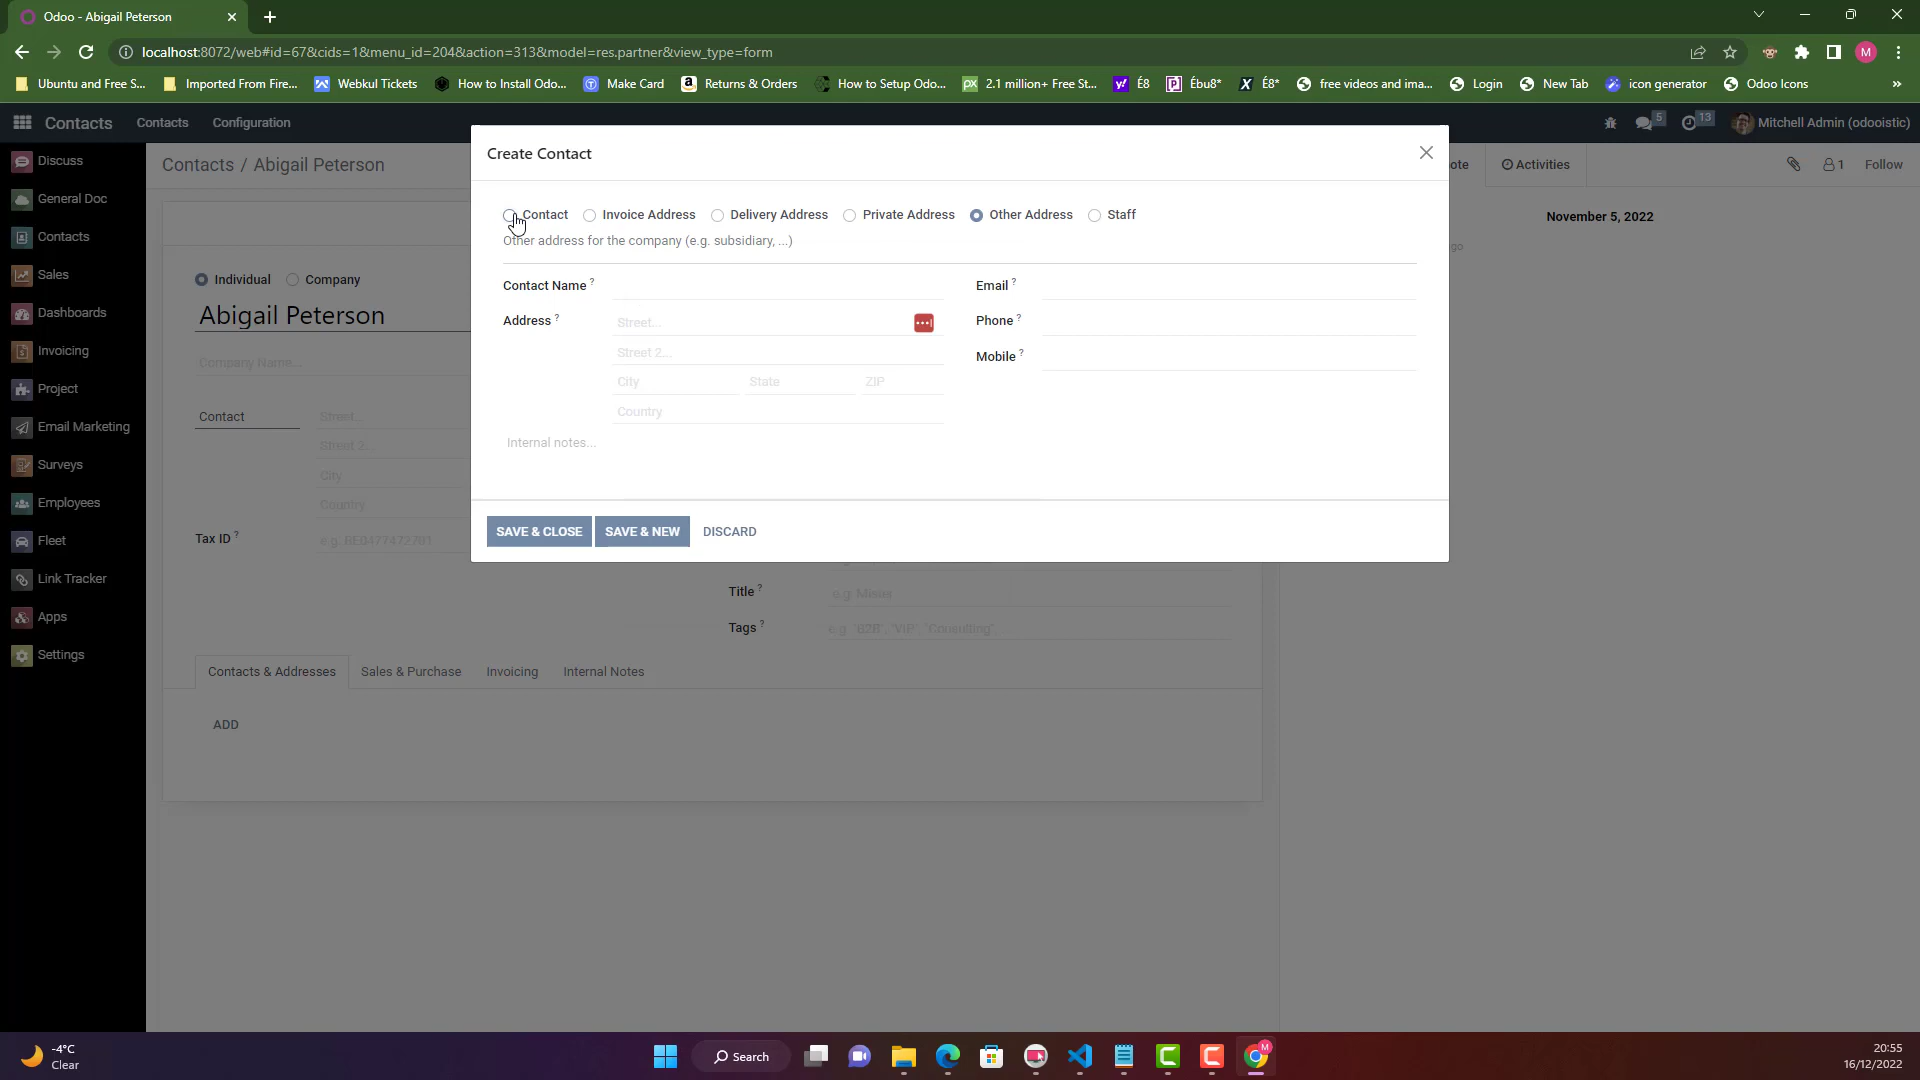 Odoo - Abigail Peterson
localhost:8072/web#id=67&cids=1&menu_id=204&action=313&model=res.partner&view_type=form
M
Ubuntu and Free S...
Imported From Fire...
Webkul Tickets
How to Install Odo...
Make Card
Returns & Orders
How to Setup Odo...
2.1 million+ Free St...
É8
Ébu8*
É8*
free videos and ima...
Login
New Tab
icon generator
Odoo Icons
»
Contacts
Contacts
Configuration
5
13
Mitchell Admin (odooistic)
Discuss
General Doc
Contacts
Sales
Dashboards
Invoicing
Project
Email Marketing
Surveys
Employees
Fleet
Link Tracker
Apps
Settings
Contacts / Abigail Peterson
ote
Activities
1
Follow
November 5, 2022
go
Individual
Company
Abigail Peterson
Company Name...
Contact
Street...
Street 2...
City
Country
Tax ID ?
e.g. BE0477472701
Title ?
e.g. Mister
Tags ?
e.g. "B2B", "VIP", "Consulting",
Contacts & Addresses
Sales & Purchase
Invoicing
Internal Notes
ADD
Create Contact
Contact
Invoice Address
Delivery Address
Private Address
Other Address
Staff
Other address for the company (e.g. subsidiary, ...)
Contact Name ?
Address ?
Street...
Street 2...
City
State
ZIP
Country
Internal notes...
Email ?
Phone ?
Mobile ?
SAVE & CLOSE
SAVE & NEW
DISCARD
-4°C
Clear
Search
M
20:55
16/12/2022